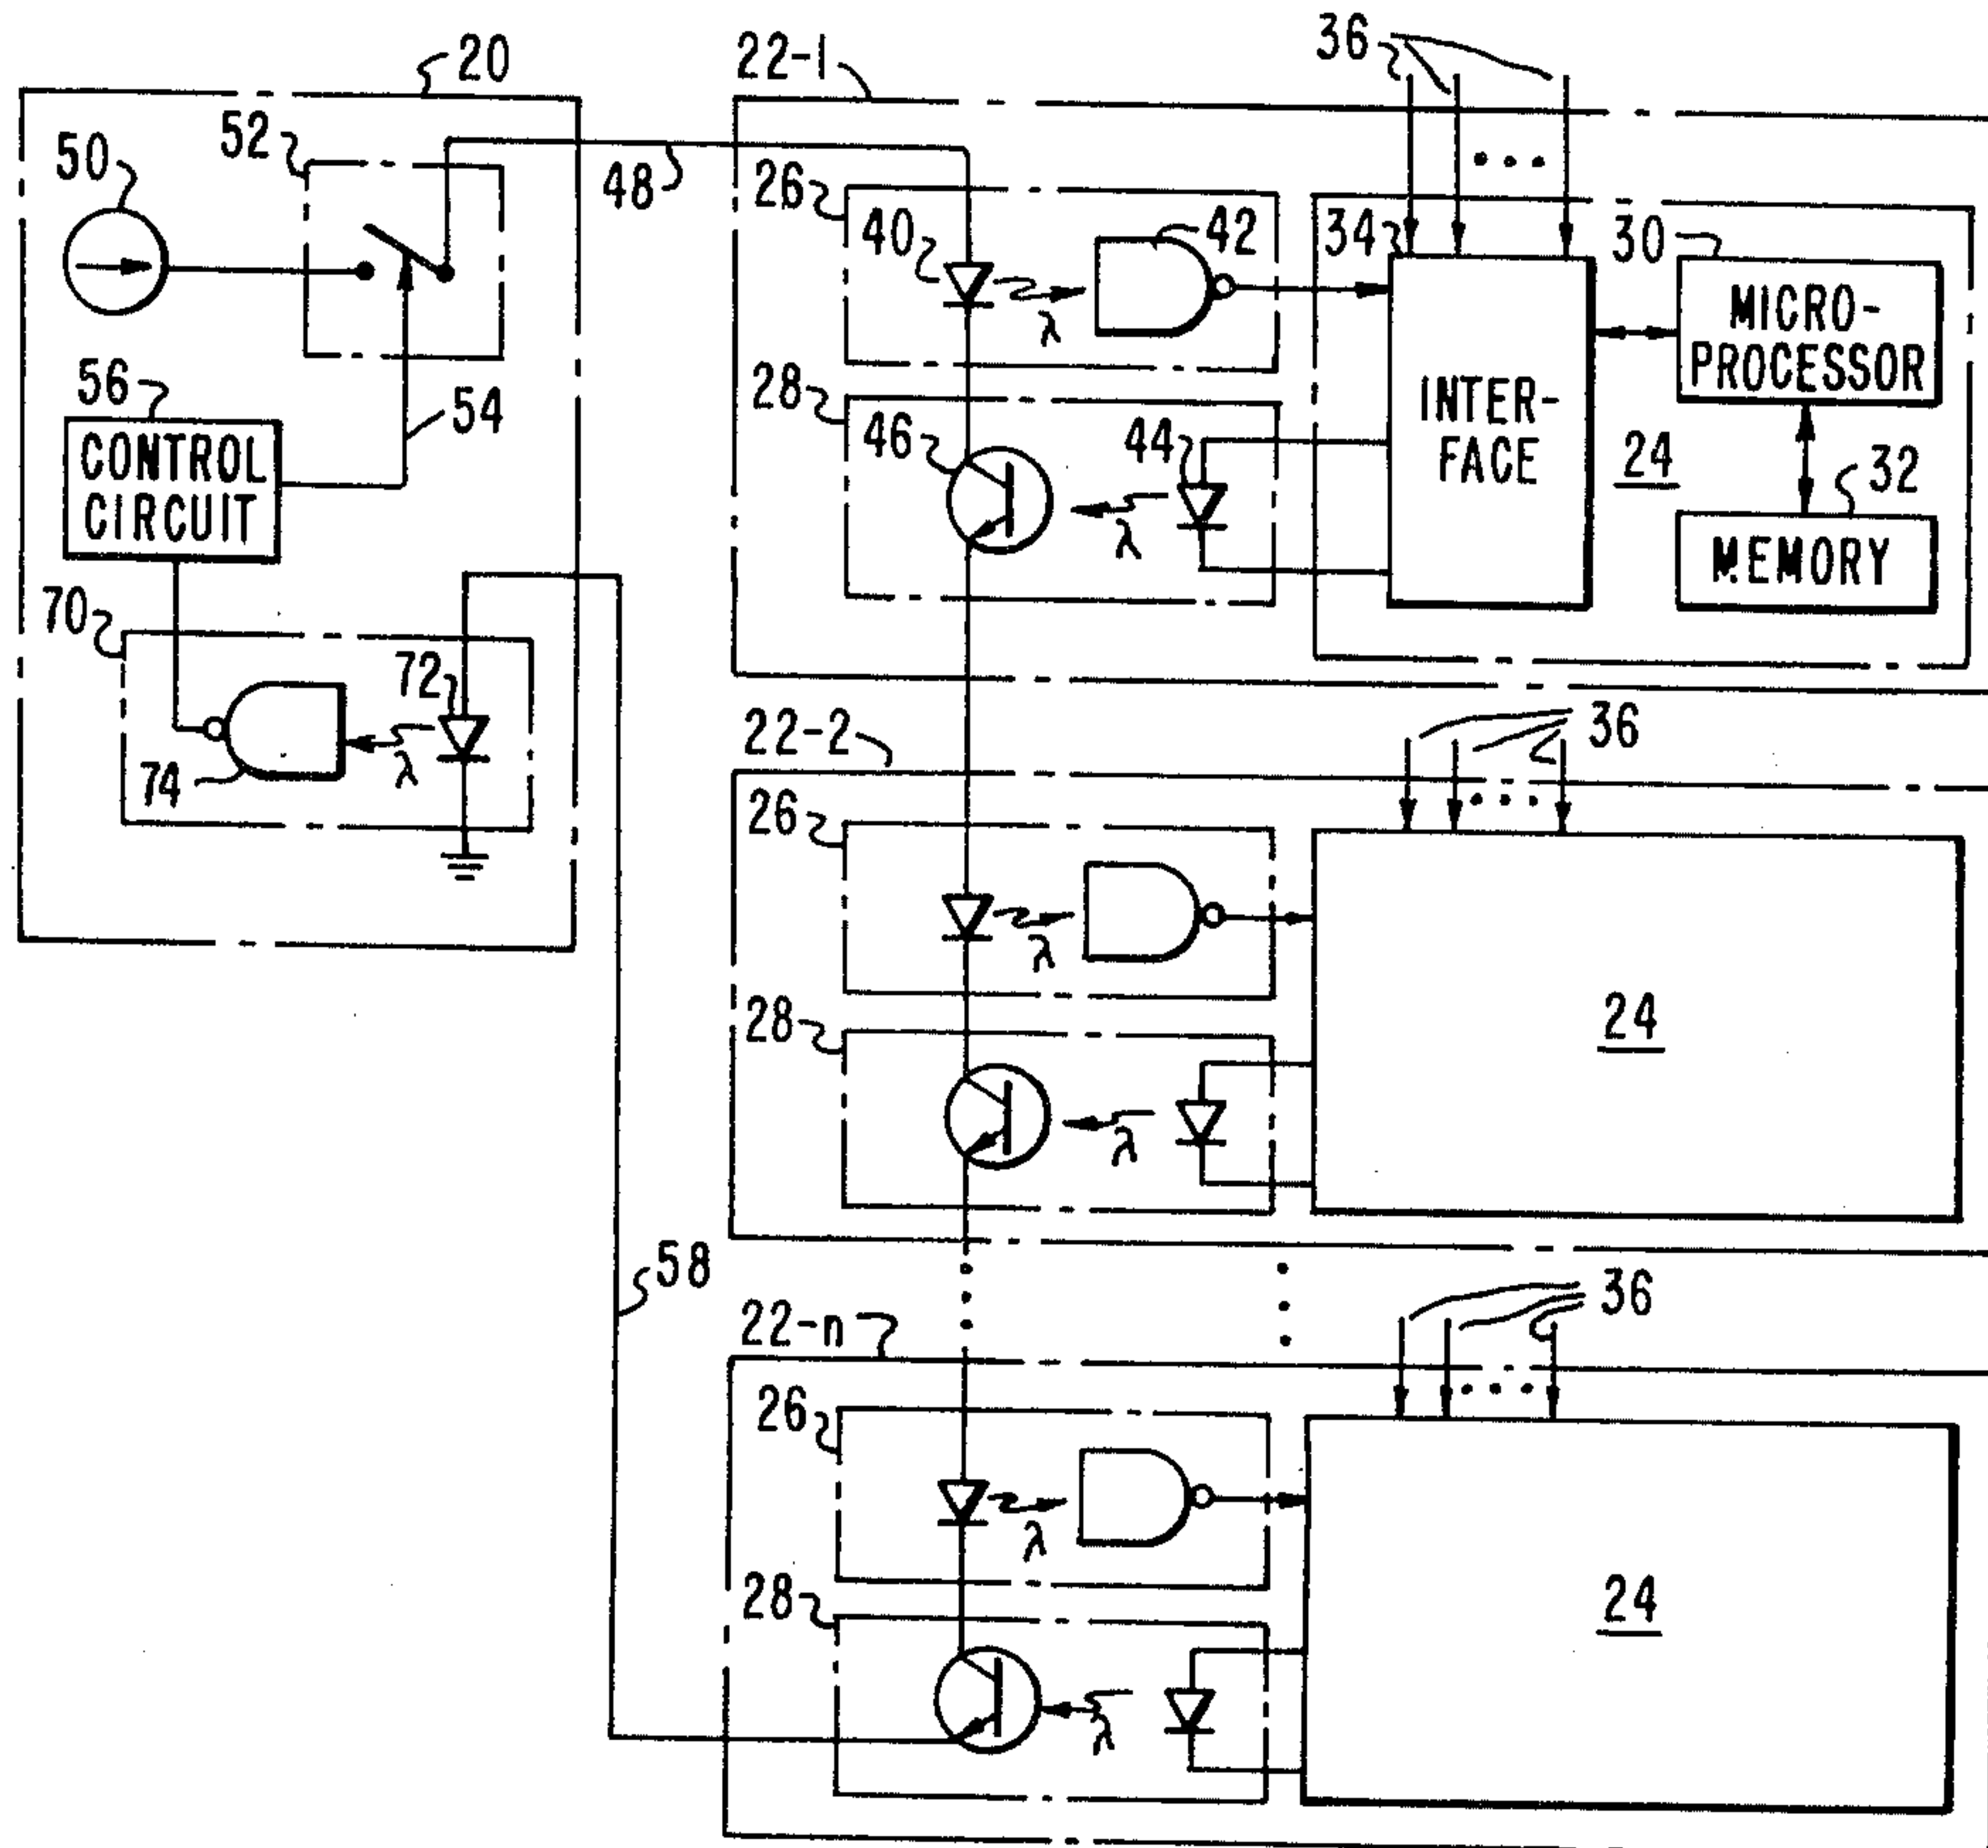 20
50
52
48
56
CONTROL
CIRCUIT
54
70
72
74
λ
58
22-1
36
26
40
42
λ
34
30
MICRO-
PROCESSOR
INTER-
FACE
24
32
MEMORY
28
46
44
λ
22-2
36
26
λ
24
28
λ
22-n
36
26
λ
24
28
λ